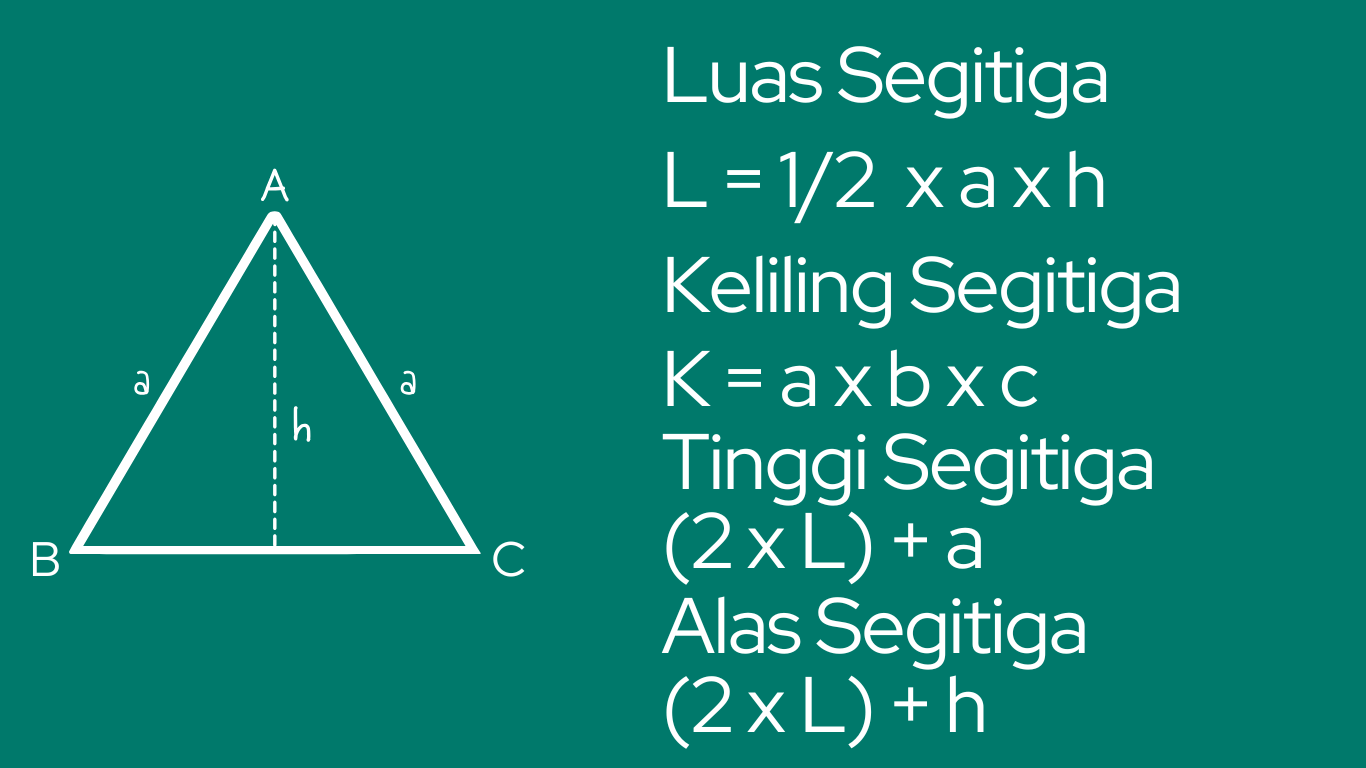 Luas Segitiga
L = 1/2 x a x h
Keliling Segitiga
K = a x b x c
Tinggi Segitiga
(2 x L) + a
Alas Segitiga
(2 x L) + h
A
a
a
h
B
C